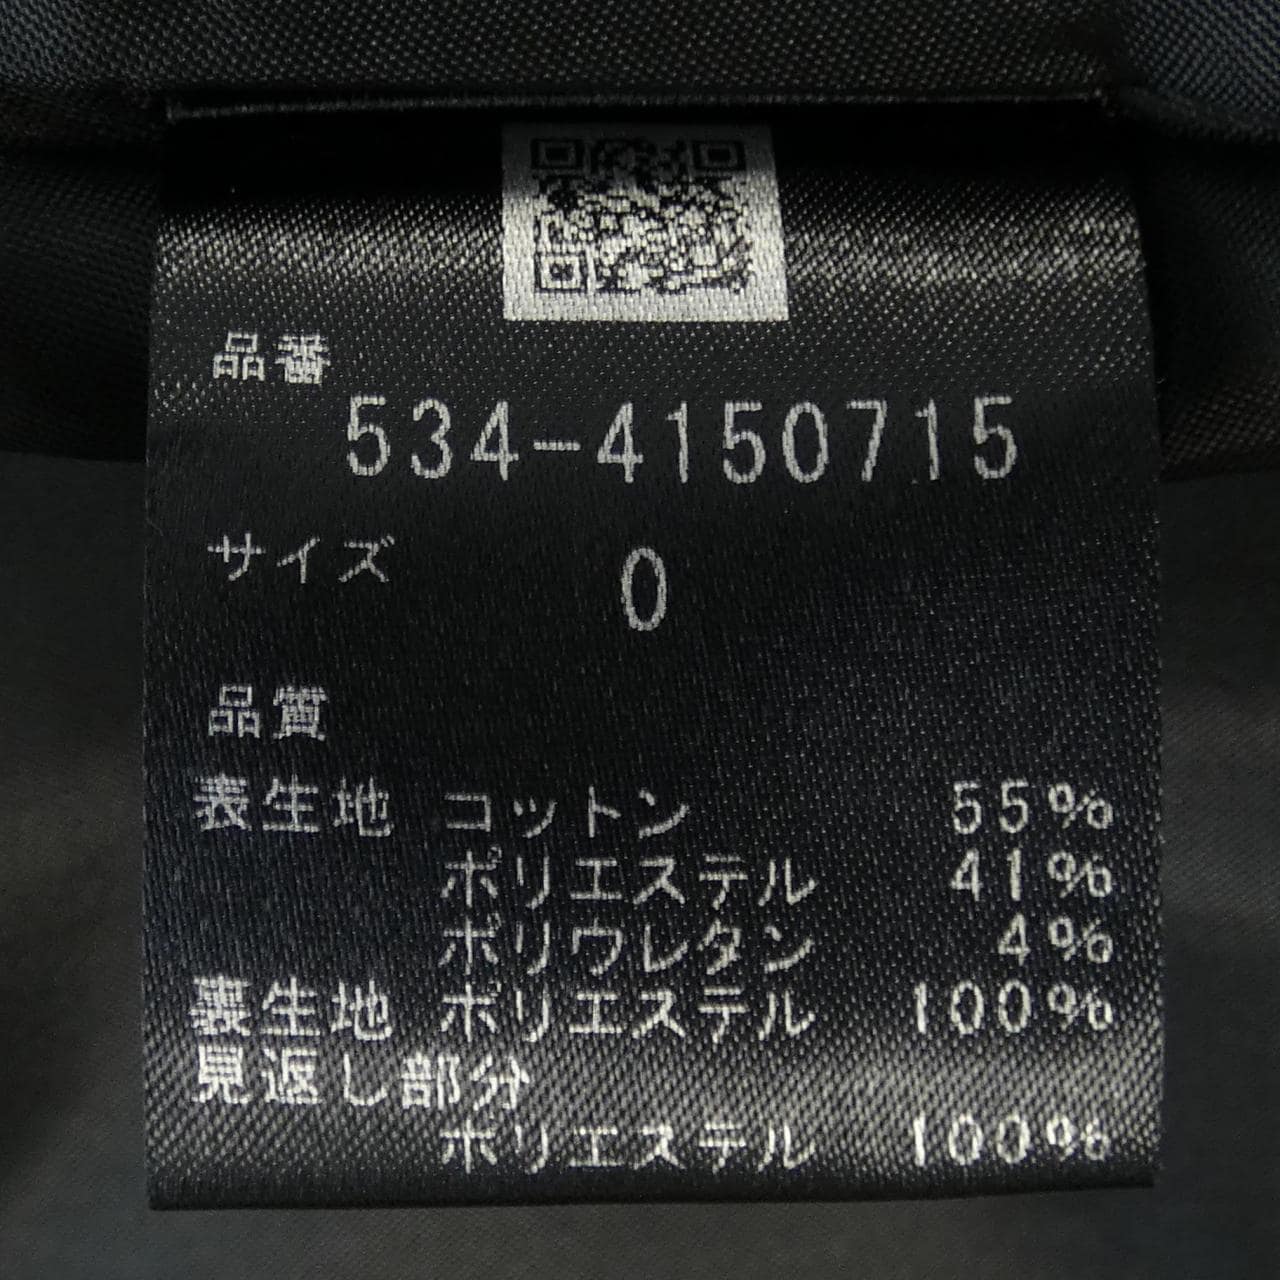 品番
534-4150715
サイズ 0
品質
表生地 コットン 55%
ポリエステル 41%
ポリウレタン 4%
裏生地 ポリエステル 100%
見返し部分
ポリエステル 100%